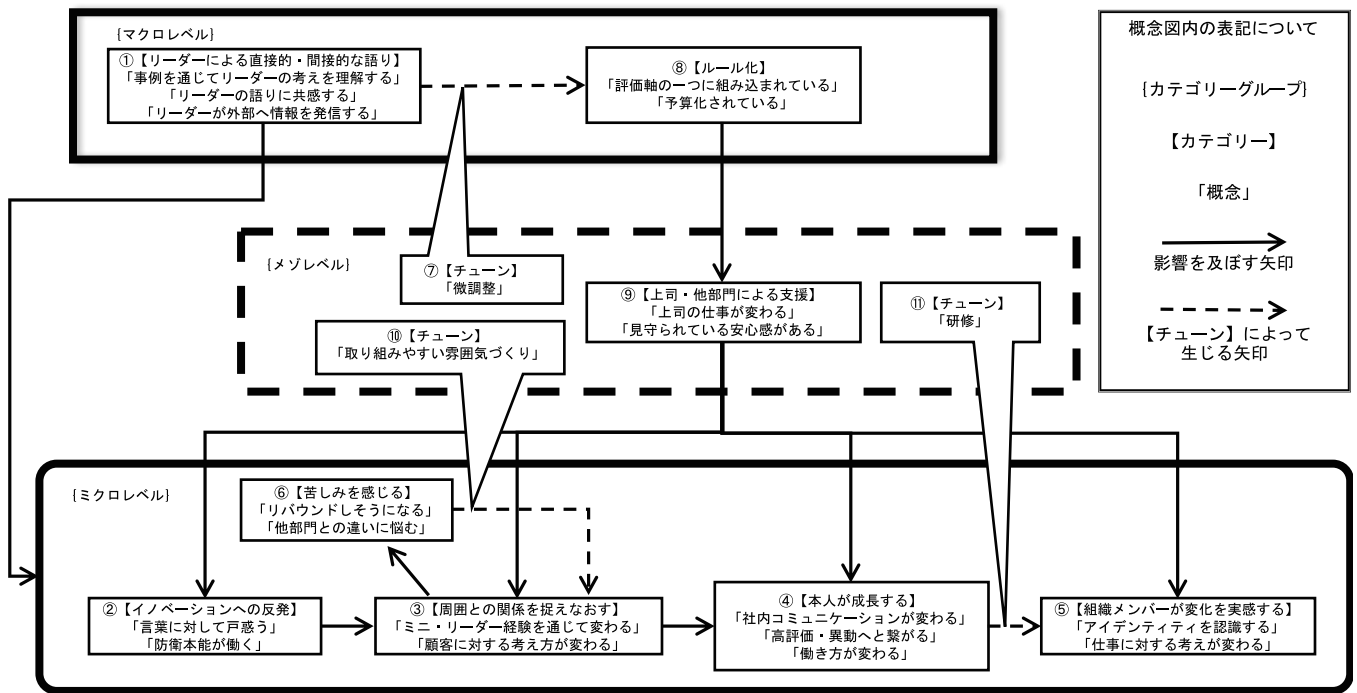 {マクロレベル}
①【リーダーによる直接的・間接的な語り】
「事例を通じてリーダーの考えを理解する」
「リーダーの語りに共感する」
「リーダーが外部へ情報を発信する」
⑧【ルール化】
「評価軸の一つに組み込まれている」
「予算化されている」
概念図内の表記について
{カテゴリーグループ}
【カテゴリー】
「概念」
影響を及ぼす矢印
【チューン】によって
生じる矢印
{メゾレベル}
⑦【チューン】
「微調整」
⑨【上司・他部門による支援】
「上司の仕事が変わる」
「見守られている安心感がある」
⑪【チューン】
「研修」
⑩【チューン】
「取り組みやすい雰囲気づくり」
{ミクロレベル}
⑥【苦しみを感じる】
「リバウンドしそうになる」
「他部門との違いに悩む」
②【イノベーションへの反発】
「言葉に対して戸惑う」
「防衛本能が働く」
③【周囲との関係を捉えなおす】
「ミニ・リーダー経験を通じて変わる」
「顧客に対する考え方が変わる」
④【本人が成長する】
「社内コミュニケーションが変わる」
「高評価・異動へと繋がる」
「働き方が変わる」
⑤【組織メンバーが変化を実感する】
「アイデンティティを認識する」
「仕事に対する考えが変わる」